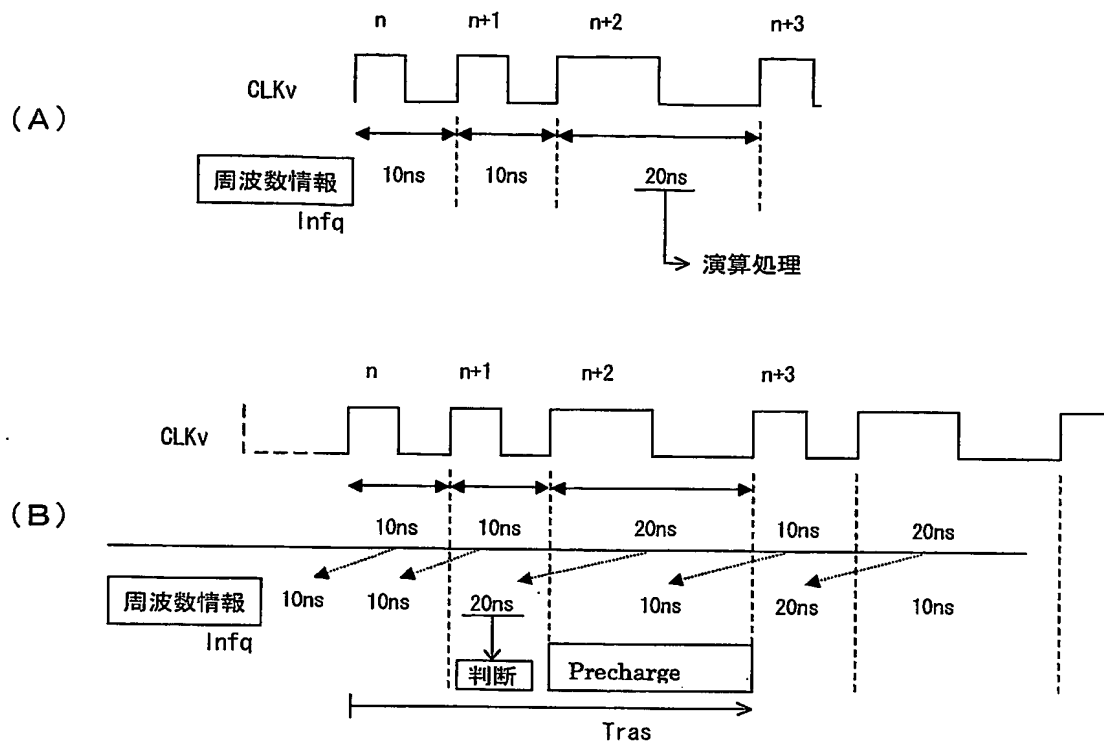 n n+1 n+2 n+3
CLKv
(A)
10ns 10ns 20ns
周波数情報
Infq
演算処理
n n+1 n+2 n+3
CLKv
(B)
10ns 10ns 20ns 10ns 20ns
周波数情報 10ns 10ns 20ns 10ns 20ns 10ns
Infq
判断 Precharge
Tras